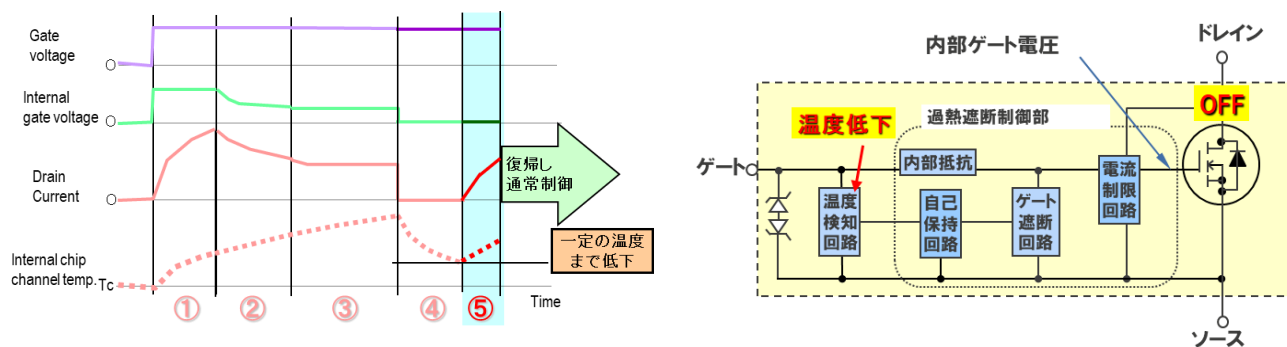 Gate
voltage
O
Internal
gate voltage
O
Drain
Current
O
Internal chip
channel temp.
Tc
①
②
③
④
⑤
Time
復帰し
通常制御
一定の温度
まで低下
ドレイン
内部ゲート電圧
OFF
温度低下
過熱遮断制御部
ゲート
内部抵抗
温度
検知
回路
自己
保持
回路
ゲート
遮断
回路
電流
制限
回路
ソース